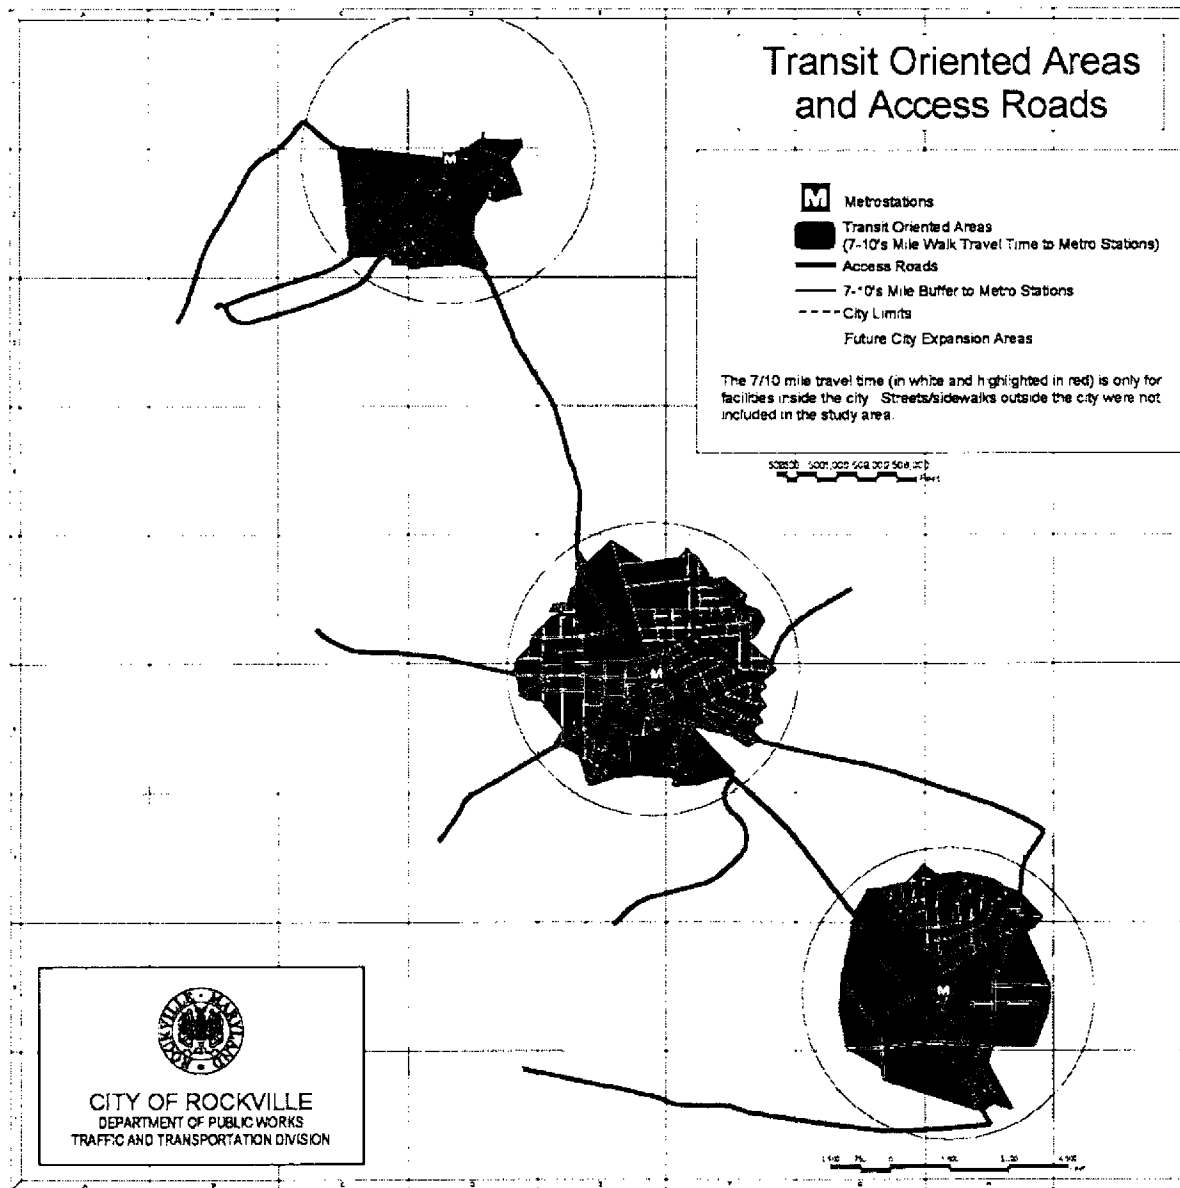 Transit Oriented Areas
and Access Roads
M Metrostations
Transit Oriented Areas
(7-10's Mile Walk Travel Time to Metro Stations)
Access Roads
7-10's Mile Buffer to Metro Stations
City Limits
Future City Expansion Areas
The 7/10 mile travel time (in white and highlighted in red) is only for
facilities inside the city. Streets/sidewalks outside the city were not
included in the study area.
Feet
M
M
M
ROCKVILLE MARYLAND
CITY OF ROCKVILLE
DEPARTMENT OF PUBLIC WORKS
TRAFFIC AND TRANSPORTATION DIVISION